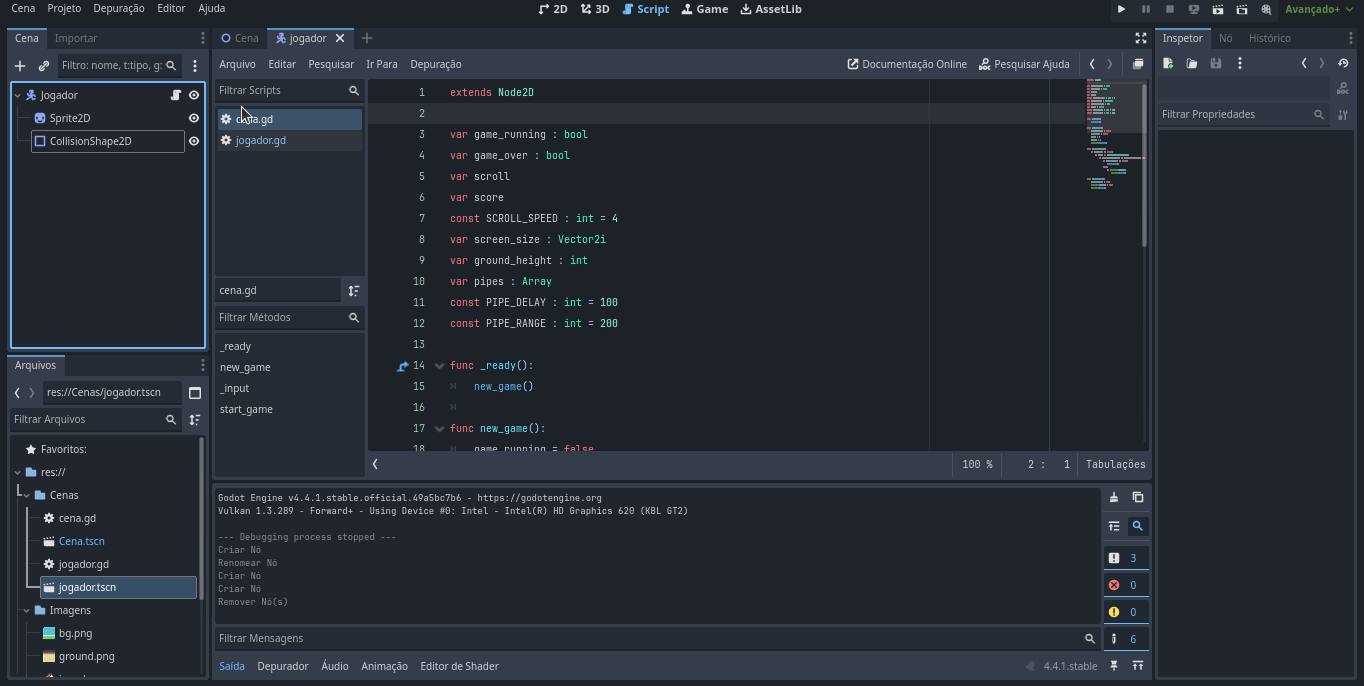 Cena Projeto Depuração Editor Ajuda
2D 3D Script Game AssetLib
Avançado+
Cena Importar
Filtro: nome, t:tipo, g:
Jogador
Sprite2D
CollisionShape2D
Arquivos
res://Cenas/jogador.tscn
Filtrar Arquivos
Favoritos:
res://
Cenas
cena.gd
Cena.tscn
jogador.gd
jogador.tscn
Imagens
bg.png
ground.png
Cena jogador
Arquivo Editar Pesquisar Ir Para Depuração
Documentação Online Pesquisar Ajuda
Filtrar Scripts
cena.gd
jogador.gd
cena.gd
Filtrar Métodos
_ready
new_game
_input
start_game
1 extends Node2D
2
3 var game_running : bool
4 var game_over : bool
5 var scroll
6 var score
7 const SCROLL_SPEED : int = 4
8 var screen_size : Vector2i
9 var ground_height : int
10 var pipes : Array
11 const PIPE_DELAY : int = 100
12 const PIPE_RANGE : int = 200
13
14 func _ready():
15 new_game()
16
17 func new_game():
18 game_running = false
100 % 2 : 1 Tabulações
Godot Engine v4.4.1.stable.official.49a5bc7b6 - https://godotengine.org
Vulkan 1.3.289 - Forward+ - Using Device #0: Intel - Intel(R) HD Graphics 620 (KBL GT2)
--- Debugging process stopped ---
Criar Nó
Renomear Nó
Criar Nó
Criar Nó
Remover Nó(s)
3
0
0
6
Filtrar Mensagens
Saída Depurador Áudio Animação Editor de Shader
4.4.1.stable
Inspetor Nó Histórico
Filtrar Propriedades